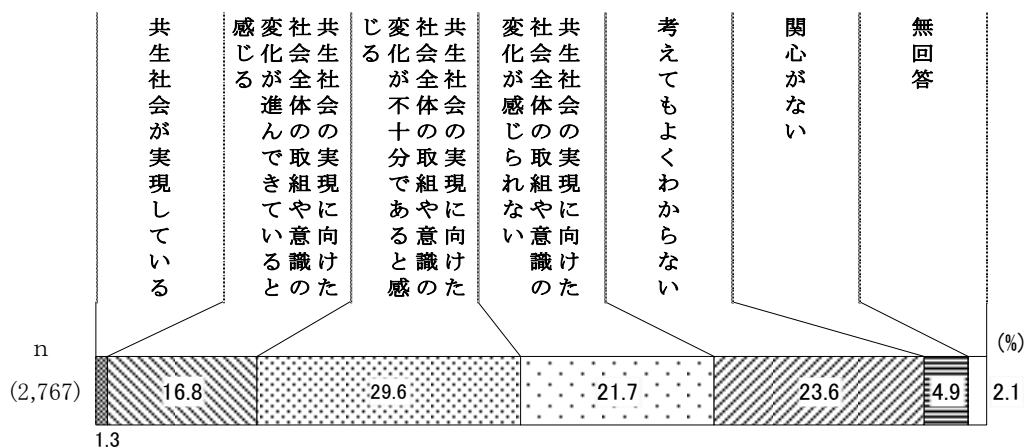 共生社会が実現している
共生社会の実現に向けた
社会全体の取組や意識の
変化が進んできていると
感じる
共生社会の実現に向けた
社会全体の取組や意識の
変化が不十分であると感
じる
共生社会の実現に向けた
社会全体の取組や意識の
変化が感じられない
考えてもよくわからない
関心がない
無回答
n
(%)
(2,767)
1.3
16.8
29.6
21.7
23.6
4.9
2.1